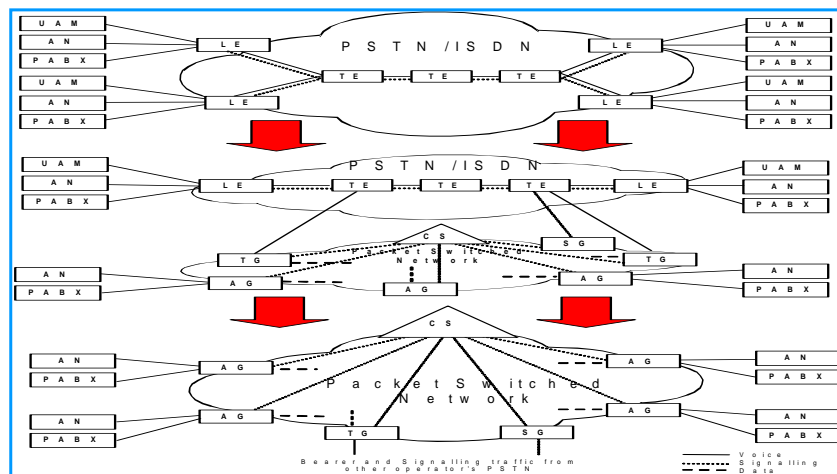 UAM
AN
PABX
UAM
AN
PABX
LE
LE
PSTN/ISDN
TE TE TE
LE
LE
UAM
AN
PABX
UAM
AN
PABX
UAM
AN
PABX
PSTN/ISDN
LE TE TE TE LE
UAM
AN
PABX
CS
Packet Switched
Network
TG
SG
TG
AG
AG
AG
AN
PABX
AN
PABX
CS
AN
PABX
AG
AG
AN
PABX
Packet Switched
Network
AN
PABX
AG
AG
AN
PABX
TG
SG
Bearer and Signalling traffic from
other operator's PSTN
Voice
Signalling
Data